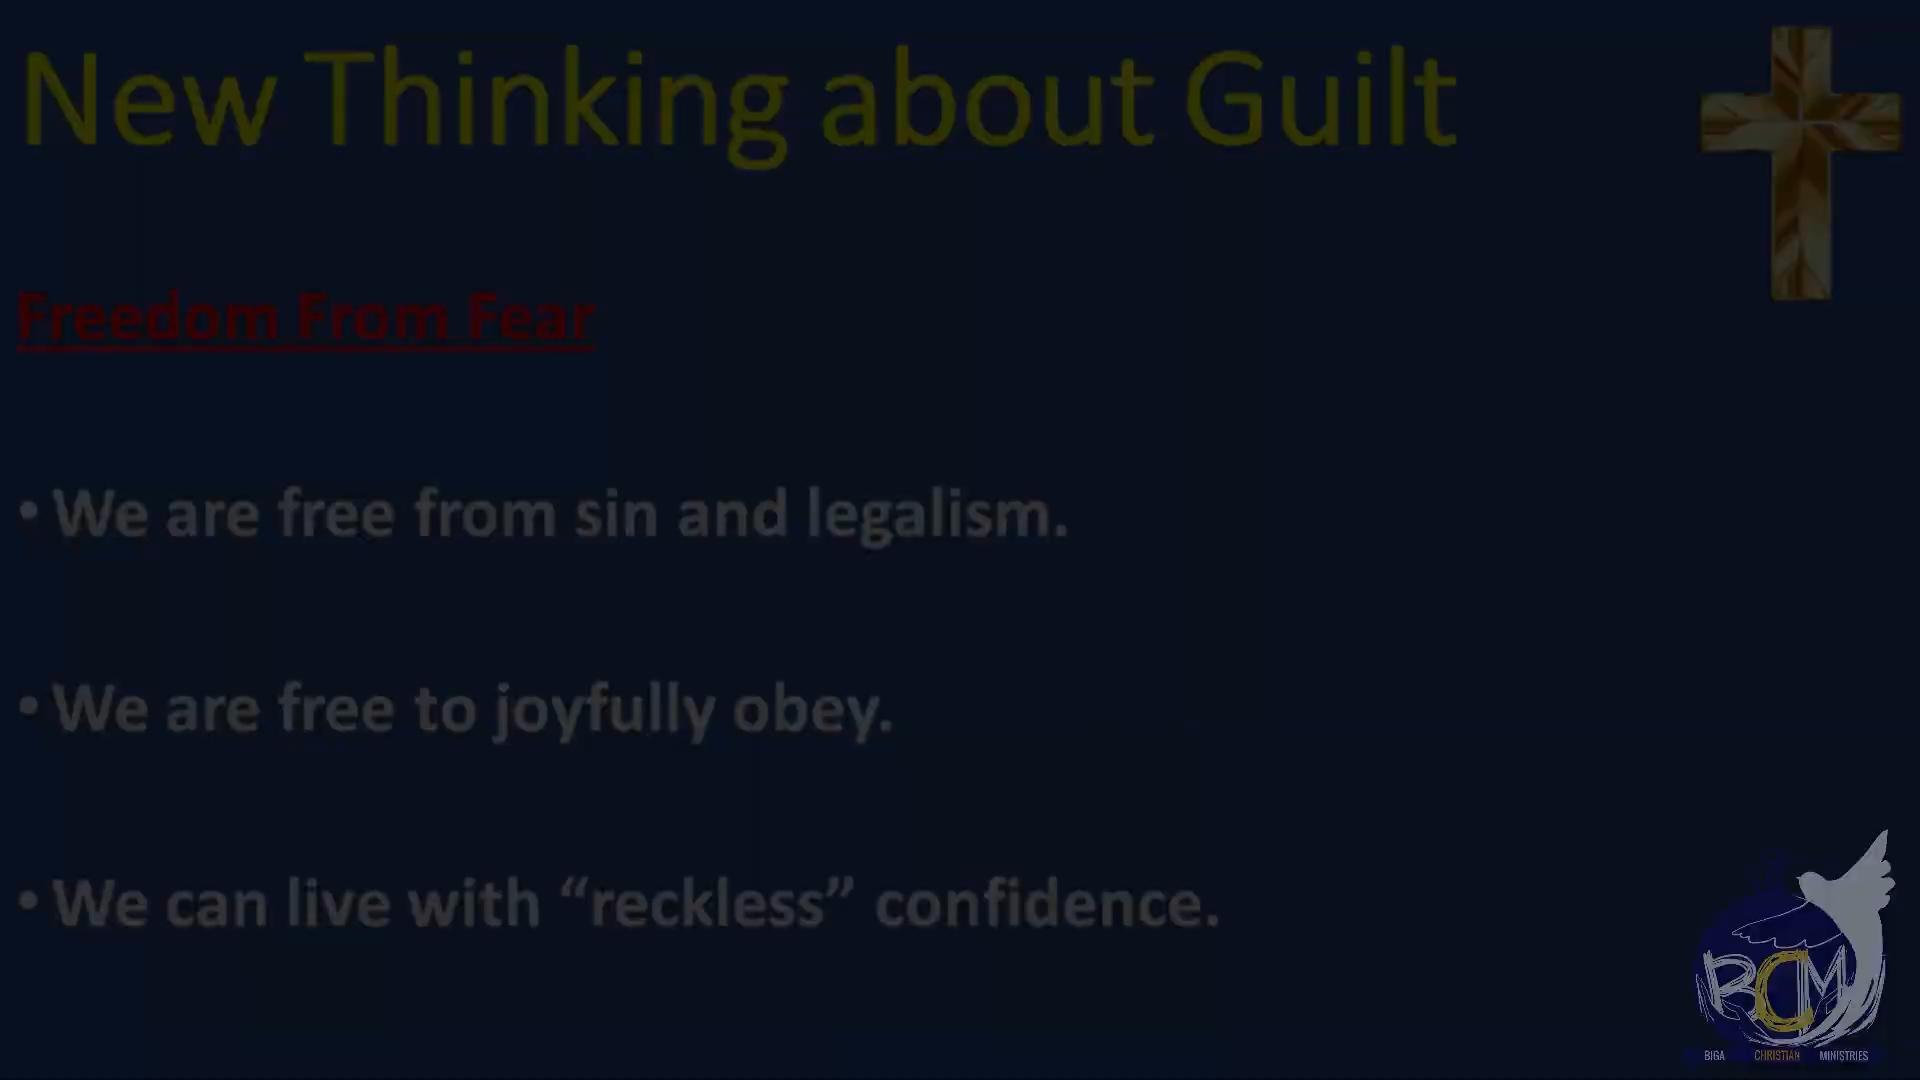 New Thinking about Guilt
Freedom From Fear
• We are free from sin and legalism.
• We are free to joyfully obey.
• We can live with “reckless” confidence.
BCM
BIGA CHRISTIAN MINISTRIES